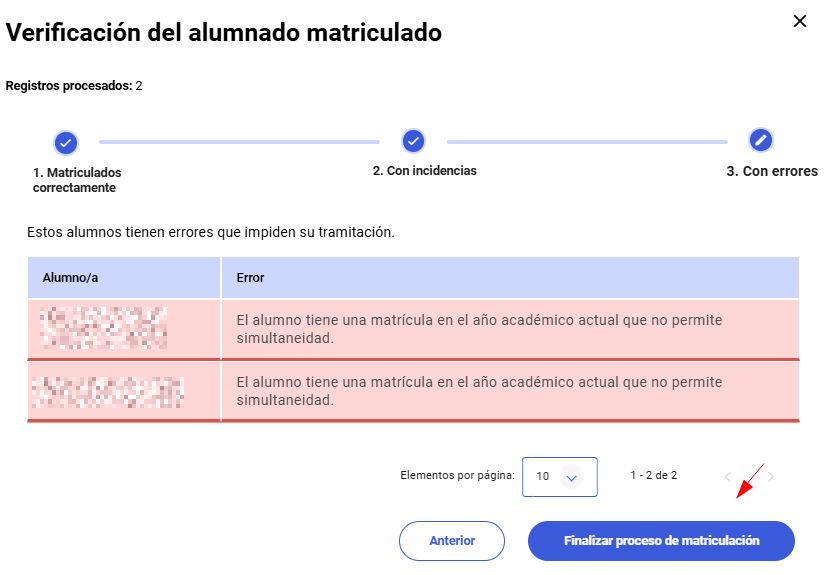 Verificación del alumnado matriculado
Registros procesados: 2
1. Matriculados
correctamente
2. Con incidencias
3. Con errores
Estos alumnos tienen errores que impiden su tramitación.
Alumno/a
Error
El alumno tiene una matrícula en el año académico actual que no permite
simultaneidad.
El alumno tiene una matrícula en el año académico actual que no permite
simultaneidad.
Elementos por página:
10
1 - 2 de 2
Anterior
Finalizar proceso de matriculación